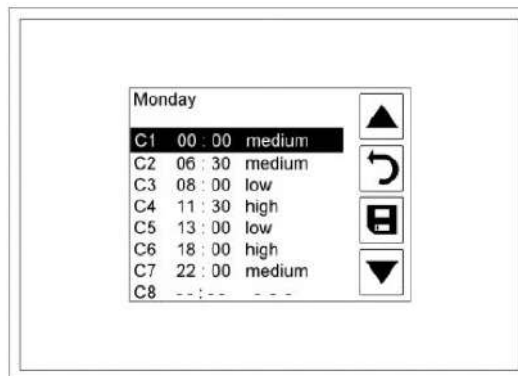 Monday
C1 00 : 00 medium
C2 06 : 30 medium
C3 08 : 00 low
C4 11 : 30 high
C5 13 : 00 low
C6 18 : 00 high
C7 22 : 00 medium
C8 - - : - - - - -